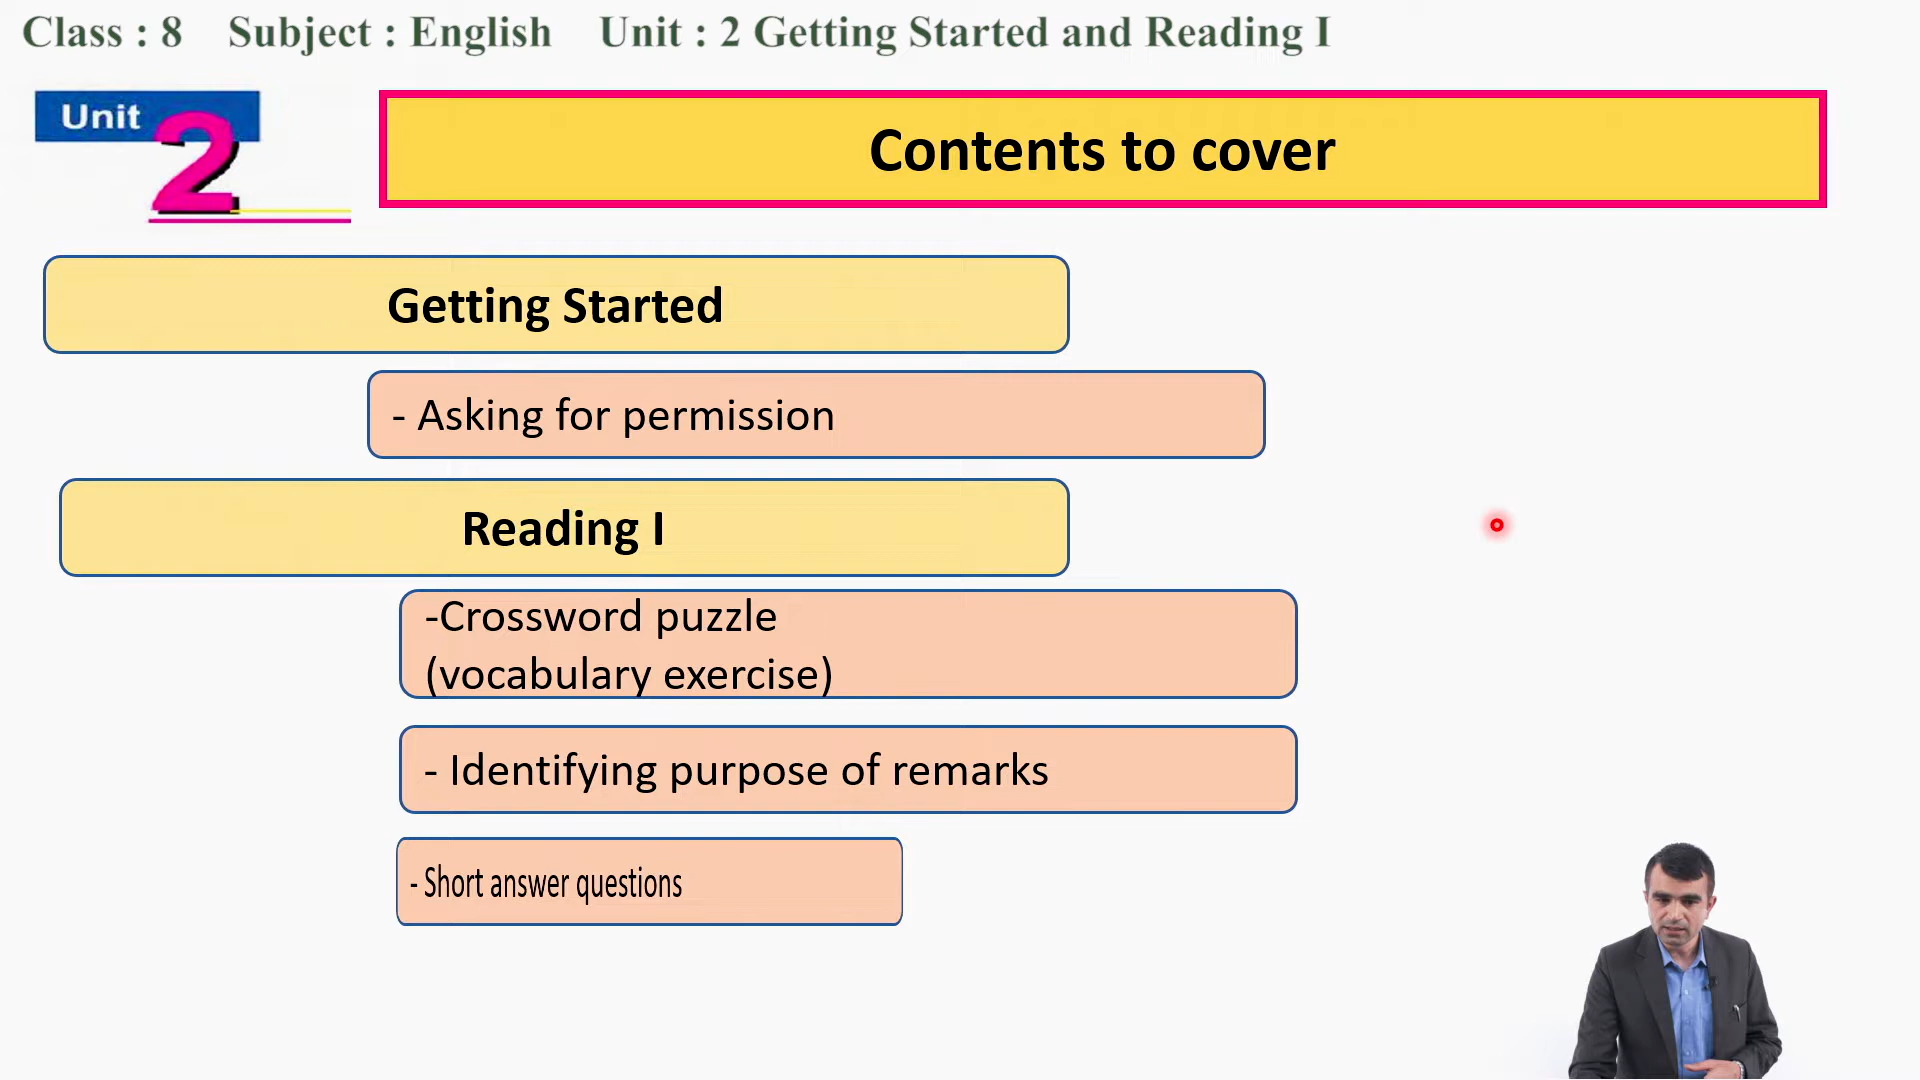 Class : 8 Subject : English Unit : 2 Getting Started and Reading I
Unit 2
Contents to cover
Getting Started
- Asking for permission
Reading I
-Crossword puzzle
(vocabulary exercise)
- Identifying purpose of remarks
- Short answer questions